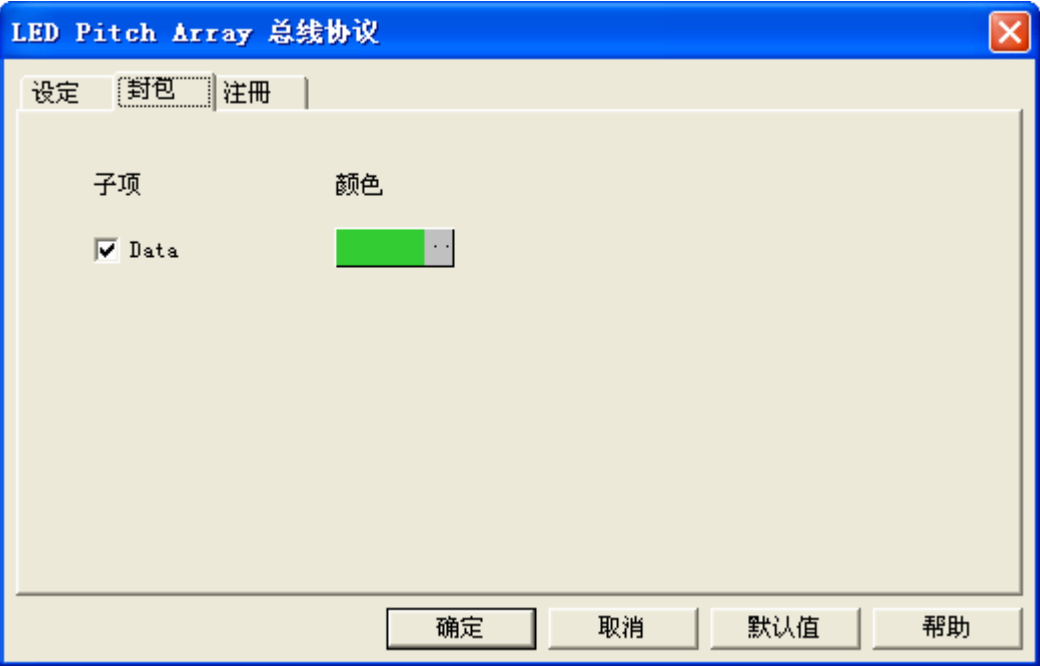 LED Pitch Array 总线协议
设定 封包 注冊
子项 颜色
Data ..
确定 取消 默认值 帮助